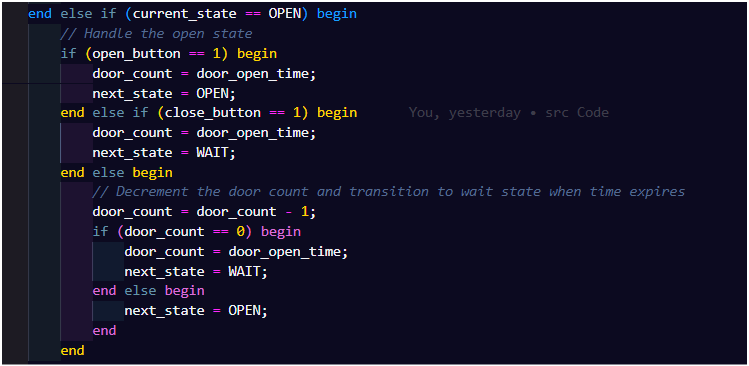 end else if (current_state == OPEN) begin
// Handle the open state
if (open_button == 1) begin
door_count = door_open_time;
next_state = OPEN;
end else if (close_button == 1) begin You, yesterday • src Code
door_count = door_open_time;
next_state = WAIT;
end else begin
// Decrement the door count and transition to wait state when time expires
door_count = door_count - 1;
if (door_count == 0) begin
door_count = door_open_time;
next_state = WAIT;
end else begin
next_state = OPEN;
end
end